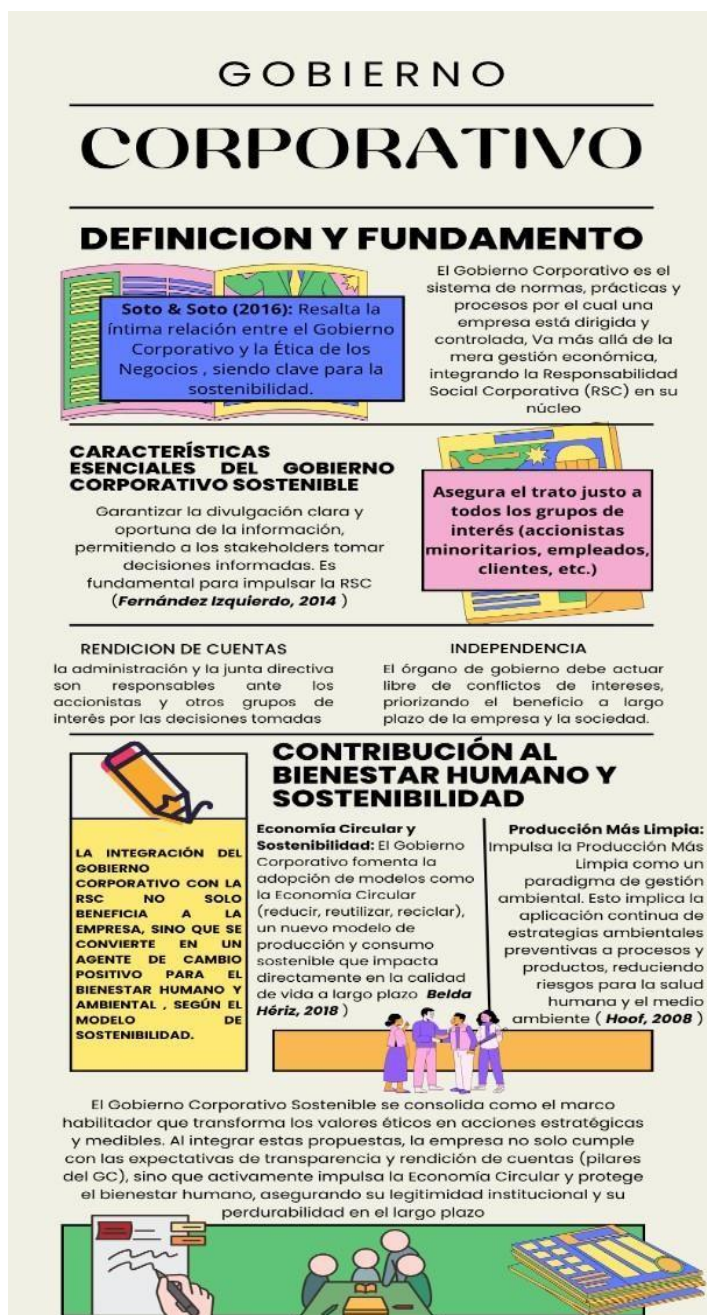 GOBIERNO
CORPORATIVO
DEFINICION Y FUNDAMENTO
Soto & Soto (2016): Resalta la
íntima relación entre el Gobierno
Corporativo y la Ética de los
Negocios , siendo clave para la
sostenibilidad.
El Gobierno Corporativo es el
sistema de normas, prácticas y
procesos por el cual una
empresa está dirigida y
controlada, Va más allá de la
mera gestión económica,
integrando la Responsabilidad
Social Corporativa (RSC) en su
núcleo
CARACTERÍSTICAS
ESENCIALES DEL GOBIERNO
CORPORATIVO SOSTENIBLE
Garantizar la divulgación clara y
oportuna de la información,
permitiendo a los stakeholders tomar
decisiones informadas. Es
fundamental para impulsar la RSC
(Fernández Izquierdo, 2014 )
Asegura el trato justo a
todos los grupos de
interés (accionistas
minoritarios, empleados,
clientes, etc.)
RENDICION DE CUENTAS
la administración y la junta directiva
son responsables ante los
accionistas y otros grupos de
interés por las decisiones tomadas
INDEPENDENCIA
El órgano de gobierno debe actuar
libre de conflictos de intereses,
priorizando el beneficio a largo
plazo de la empresa y la sociedad.
LA INTEGRACIÓN DEL
GOBIERNO
CORPORATIVO CON LA
RSC NO SOLO
BENEFICIA A LA
EMPRESA, SINO QUE SE
CONVIERTE EN UN
AGENTE DE CAMBIO
POSITIVO PARA EL
BIENESTAR HUMANO Y
AMBIENTAL , SEGÚN EL
MODELO DE
SOSTENIBILIDAD.
CONTRIBUCIÓN AL
BIENESTAR HUMANO Y
SOSTENIBILIDAD
Economía Circular y
Sostenibilidad: El Gobierno
Corporativo fomenta la
adopción de modelos como
la Economía Circular
(reducir, reutilizar, reciclar),
un nuevo modelo de
producción y consumo
sostenible que impacta
directamente en la calidad
de vida a largo plazo Belda
Hériz, 2018 )
Producción Más Limpia:
Impulsa la Producción Más
Limpia como un
paradigma de gestión
ambiental. Esto implica la
aplicación continua de
estrategias ambientales
preventivas a procesos y
productos, reduciendo
riesgos para la salud
humana y el medio
ambiente ( Hoof, 2008 )
El Gobierno Corporativo Sostenible se consolida como el marco
habilitador que transforma los valores éticos en acciones estratégicas
y medibles. Al integrar estas propuestas, la empresa no solo cumple
con las expectativas de transparencia y rendición de cuentas (pilares
del GC), sino que activamente impulsa la Economía Circular y protege
el bienestar humano, asegurando su legitimidad institucional y su
perdurabilidad en el largo plazo